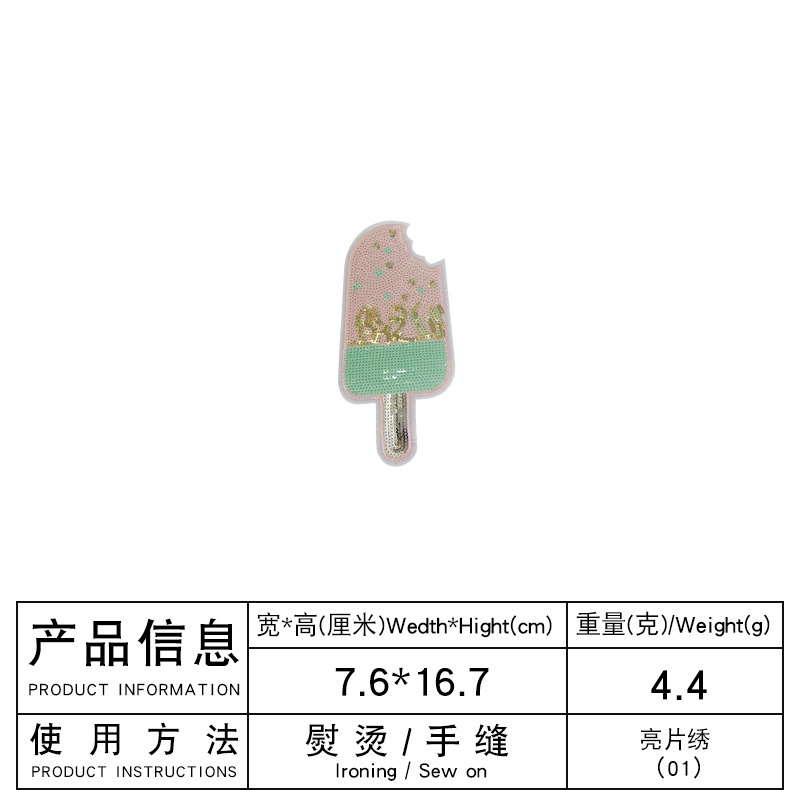 产品信息
PRODUCT INFORMATION
宽*高(厘米)Wedth*Hight(cm)
重量(克)/Weight(g)
7.6*16.7
4.4
使用方法
PRODUCT INSTRUCTIONS
熨烫/手缝
Ironing / Sew on
亮片绣
(01)